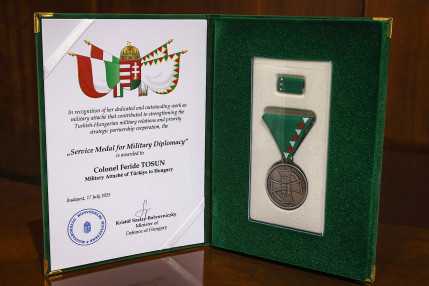 In recognition of her dedicated and outstanding work as
military attaché that contributed to strengthening the
Turkish-Hungarian military relations and priority
strategic partnership cooperation, the
„Service Medal for Military Diplomacy”
is awarded to
Colonel Feride TOSUN
Military Attaché of Türkiye to Hungary
Budapest, 17 July 2025
Kristóf Szalay-Bobrovniczky
Minister of
Defence of Hungary